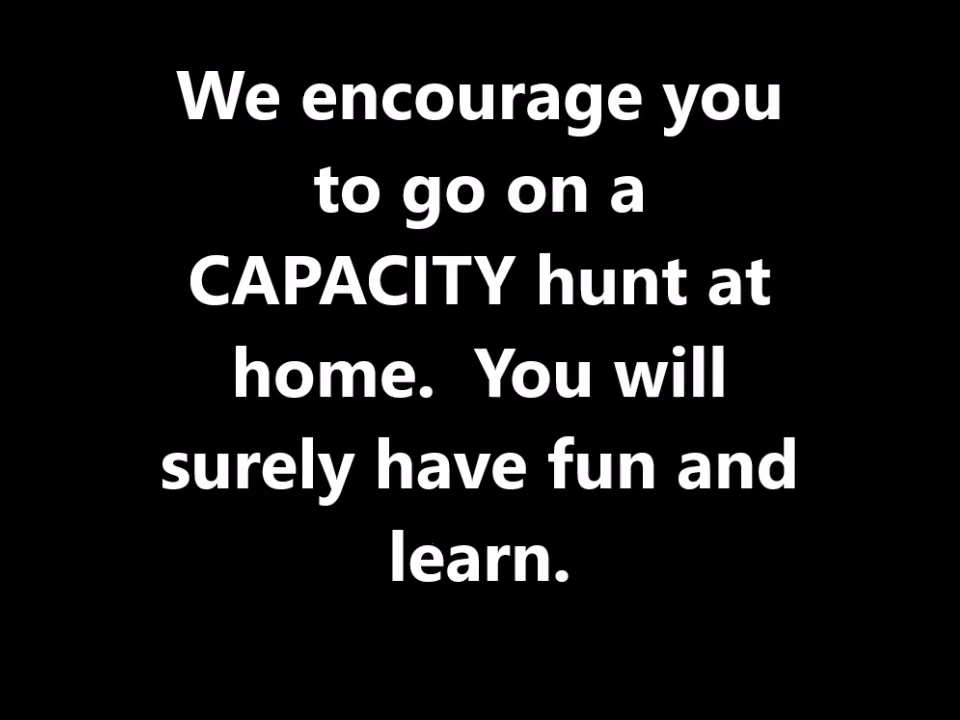 We encourage you
to go on a
CAPACITY hunt at
home.  You will
surely have fun and
learn.